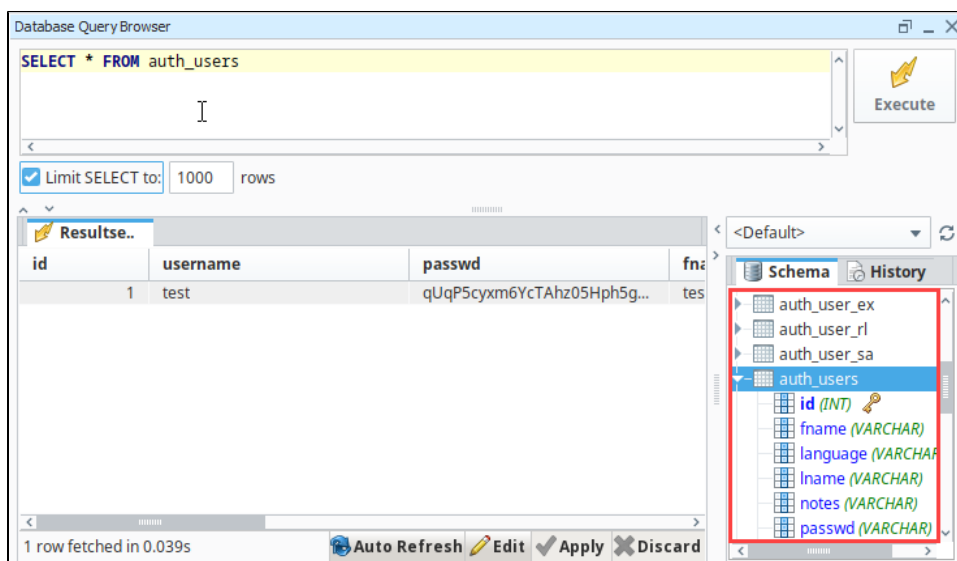 Database Query Browser
SELECT * FROM auth_users
Execute
Limit SELECT to: 1000 rows
Resultse..
<Default>
id username passwd fna
Schema History
1 test qUqP5cyxm6YcTAhz05Hph5g... tes
auth_user_ex
auth_user_rl
auth_user_sa
auth_users
id (INT)
fname (VARCHAR)
language (VARCHAR
lname (VARCHAR)
notes (VARCHAR)
passwd (VARCHAR)
1 row fetched in 0.039s Auto Refresh Edit Apply Discard